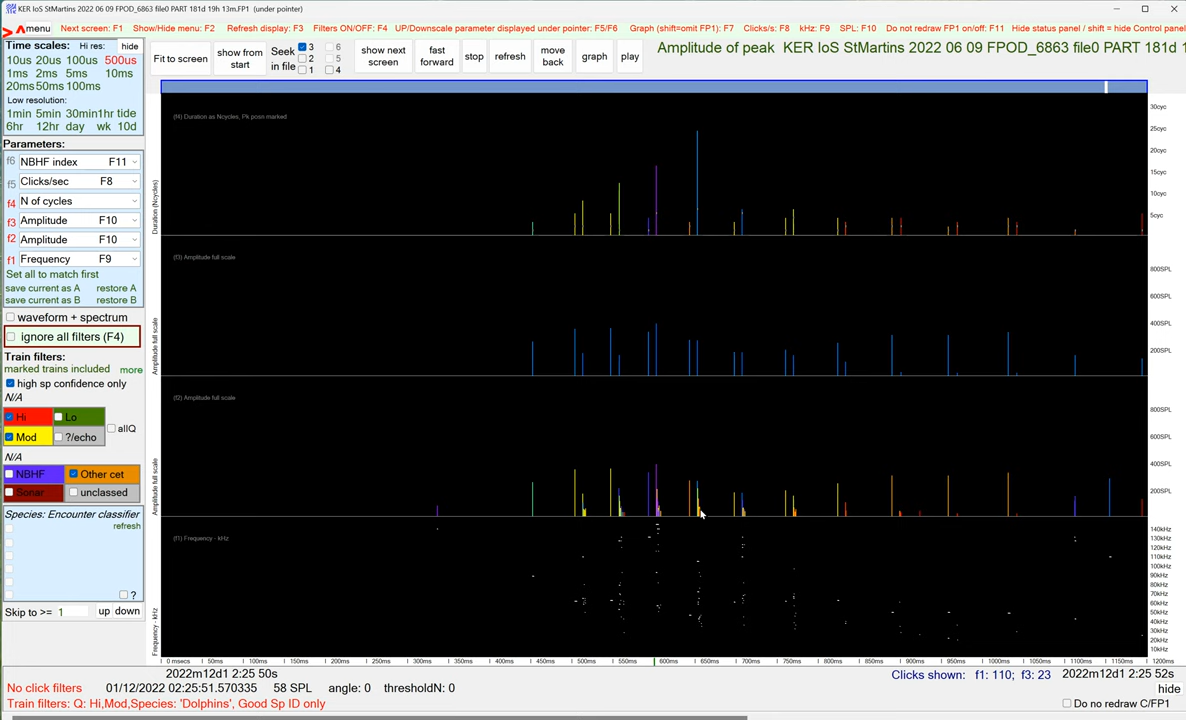 KER IoS StMartins 2022 06 09 FPOD_6863 file0 PART 181d 19h 13m.FP1 (under pointer)
menu Next screen: F1 Show/Hide menu: F2 Refresh display: F3 Filters ON/OFF: F4 UP/Downscale parameter displayed under pointer: F5/F6 Graph (shift=omit FP1): F7 Clicks/s: F8 kHz: F9 SPL: F10 Do not redraw FP1 on/off: F11 Hide status panel / shift = hide Control panel
Time scales: Hi res: hide
10us 20us 100us 500us
1ms 2ms 5ms 10ms
20ms 50ms 100ms
Low resolution:
1min 5min 30min 1hr tide
6hr 12hr day wk 10d
Fit to screen
show from start
Seek in file
3 6
2 5
1 4
show next screen
fast forward
stop
refresh
move back
graph
play
Amplitude of peak KER IoS StMartins 2022 06 09 FPOD_6863 file0 PART 181d 1
Parameters:
f6 NBHF index F11
f5 Clicks/sec F8
f4 N of cycles
f3 Amplitude F10
f2 Amplitude F10
f1 Frequency F9
Set all to match first
save current as A restore A
save current as B restore B
waveform + spectrum
ignore all filters (F4)
Train filters:
marked trains included more
high sp confidence only
N/A
Hi Lo
Mod ?/echo
allQ
N/A
NBHF Other cet
Sonar unclassed
Species: Encounter classifier
refresh
?
Skip to >= 1 up down
(f4) Duration as Ncycles, Pk posn marked
Duration (Ncycles)
30cyc
25cyc
20cyc
15cyc
10cyc
5cyc
(f3) Amplitude full scale
Amplitude full scale
800SPL
600SPL
400SPL
200SPL
(f2) Amplitude full scale
Amplitude full scale
800SPL
600SPL
400SPL
200SPL
(f1) Frequency - kHz
Frequency - kHz
140kHz
130kHz
120kHz
110kHz
100kHz
90kHz
80kHz
70kHz
60kHz
50kHz
40kHz
30kHz
20kHz
10kHz
0 msecs 50ms 100ms 150ms 200ms 250ms 300ms 350ms 400ms 450ms 500ms 550ms 600ms 650ms 700ms 750ms 800ms 850ms 900ms 950ms 1000ms 1050ms 1100ms 1150ms 1200ms
2022m12d1 2:25 50s
Clicks shown: f1: 110; f3: 23 2022m12d1 2:25 52s
No click filters 01/12/2022 02:25:51.570335 58 SPL angle: 0 thresholdN: 0
hide
Train filters: Q: Hi,Mod,Species: 'Dolphins', Good Sp ID only
Do not redraw C/FP1